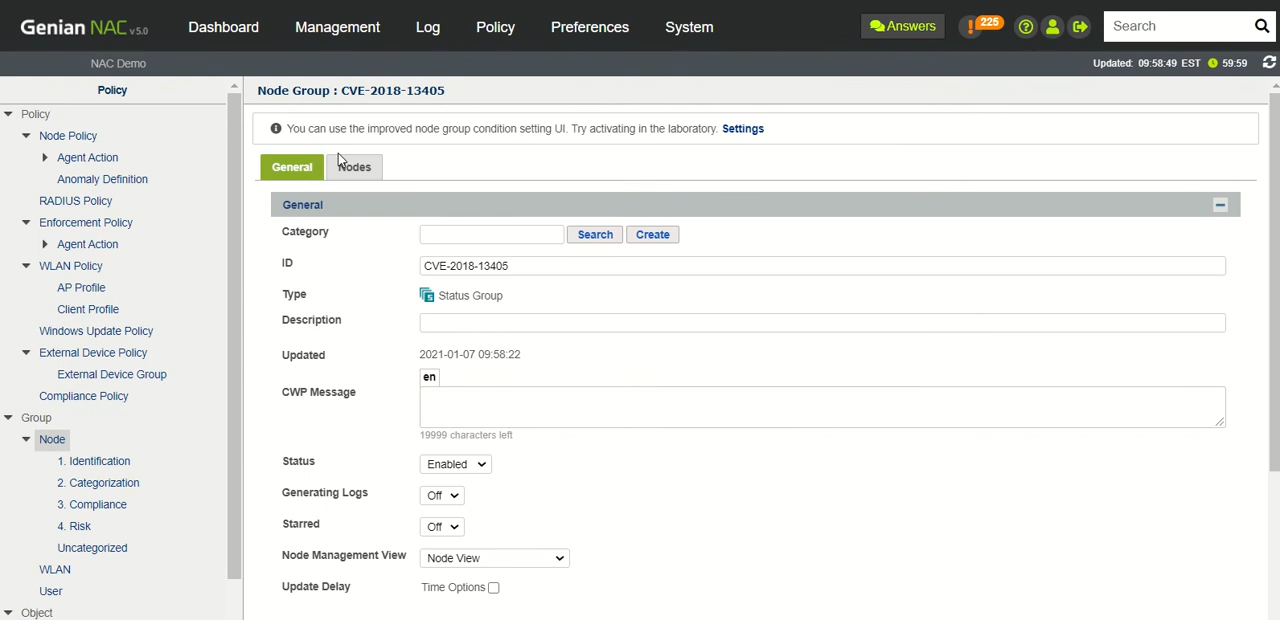 Genian NAC v5.0 Dashboard Management Log Policy Preferences System Answers 225 Search
NAC Demo Updated: 09:58:49 EST 59:59
Policy
Node Group : CVE-2018-13405
You can use the improved node group condition setting UI. Try activating in the laboratory. Settings
General Nodes
Policy
Node Policy
Agent Action
Anomaly Definition
RADIUS Policy
Enforcement Policy
Agent Action
WLAN Policy
AP Profile
Client Profile
Windows Update Policy
External Device Policy
External Device Group
Compliance Policy
Group
Node
1. Identification
2. Categorization
3. Compliance
4. Risk
Uncategorized
WLAN
User
Object
General
Category Search Create
ID CVE-2018-13405
Type Status Group
Description
Updated 2021-01-07 09:58:22
en
CWP Message
19999 characters left
Status Enabled
Generating Logs Off
Starred Off
Node Management View Node View
Update Delay Time Options